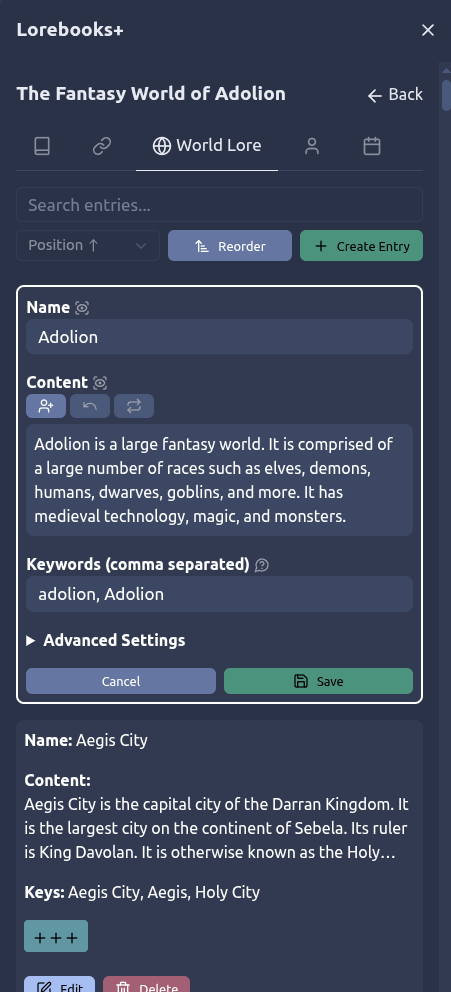 Lorebooks+
The Fantasy World of Adolion
Back
World Lore
Search entries...
Position ↑
Reorder
Create Entry
Name
Adolion
Content
Adolion is a large fantasy world. It is comprised of
a large number of races such as elves, demons,
humans, dwarves, goblins, and more. It has
medieval technology, magic, and monsters.
Keywords (comma separated)
adolion, Adolion
Advanced Settings
Cancel
Save
Name: Aegis City
Content:
Aegis City is the capital city of the Darran Kingdom. It
is the largest city on the continent of Sebela. Its ruler
is King Davolan. It is otherwise known as the Holy...
Keys: Aegis City, Aegis, Holy City
+++
Edit
Delete